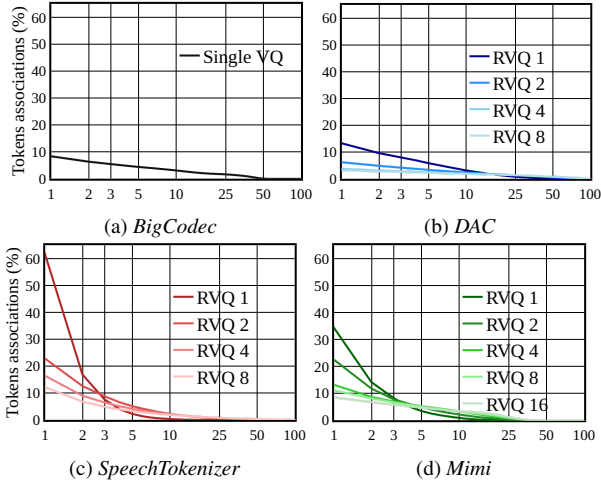 Tokens associations (%)
60
50
40
30
20
10
0
Single VQ
1 2 3 5 10 25 50 100
(a) BigCodec
60
50
40
30
20
10
0
RVQ 1
RVQ 2
RVQ 4
RVQ 8
1 2 3 5 10 25 50 100
(b) DAC
Tokens associations (%)
60
50
40
30
20
10
0
RVQ 1
RVQ 2
RVQ 4
RVQ 8
1 2 3 5 10 25 50 100
(c) SpeechTokenizer
60
50
40
30
20
10
0
RVQ 1
RVQ 2
RVQ 4
RVQ 8
RVQ 16
1 2 3 5 10 25 50 100
(d) Mimi